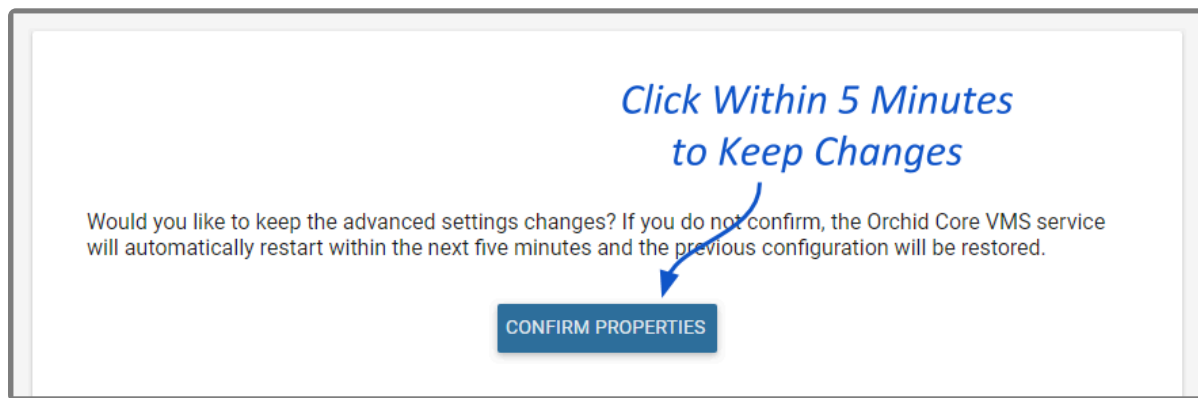 Click Within 5 Minutes
to Keep Changes
Would you like to keep the advanced settings changes? If you do not confirm, the Orchid Core VMS service
will automatically restart within the next five minutes and the previous configuration will be restored.
CONFIRM PROPERTIES